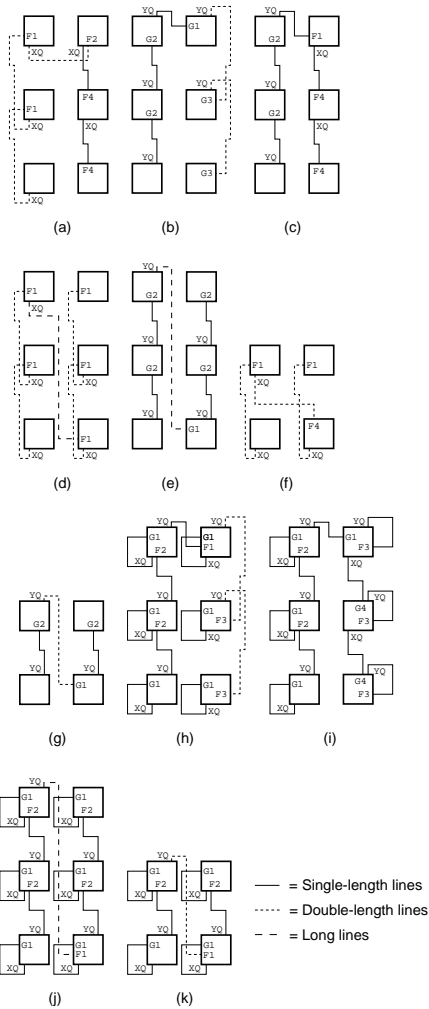 YQ YQ YQ
F1 F2 G2 G1 G2 F1
XQ XQ
YQ YQ YQ
F1 F4 G2 G3 G2 F4
XQ XQ XQ
YQ YQ
F4 G3 F4
XQ
(a) (b) (c)
YQ
F1 F1 G2 G2
XQ
YQ YQ
F1 F1 G2 G2 F1 F1
XQ XQ XQ
YQ YQ
F1 G1 F4
XQ XQ XQ XQ
(d) (e) (f)
YQ YQ YQ YQ YQ
G1 G1 G1 G1 G1
F2 F1 F2 F3
XQ XQ XQ XQ
YQ YQ YQ YQ YQ
G2 G2 G1 G1 G1 G4
F2 F3 F2 F3
XQ XQ XQ XQ
YQ YQ YQ YQ YQ
G1 G1 G1 G1 G4
F3 F3
XQ XQ XQ
(g) (h) (i)
YQ
G1 G1
F2 F2
XQ XQ
YQ YQ YQ
G1 G1 G1 G1
F2 F2 F2 F2
XQ XQ XQ XQ
= Single-length lines
YQ YQ YQ YQ
= Double-length lines
G1 G1 G1 G1
F1 F1
= Long lines
XQ XQ XQ XQ
(j) (k)